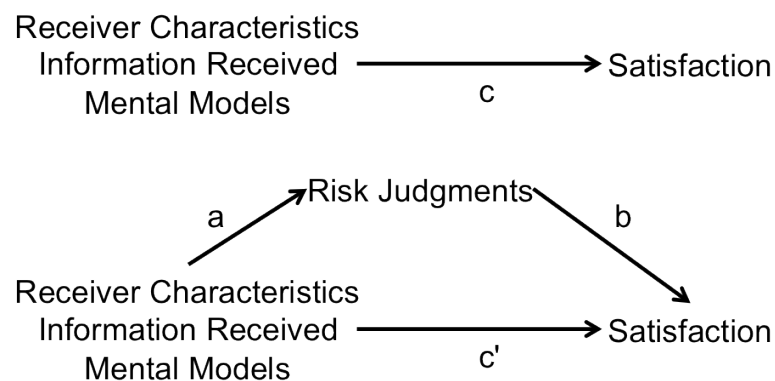 Receiver Characteristics
Information Received
Mental Models
Satisfaction
c
Risk Judgments
a
b
Receiver Characteristics
Information Received
Mental Models
Satisfaction
c'